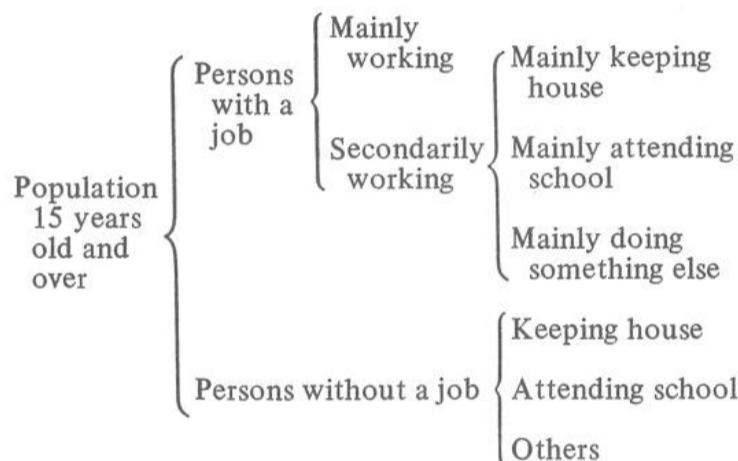 Population
15 years
old and
over
Persons
with a
job
Mainly
working
Secondarily
working
Mainly keeping
house
Mainly attending
school
Mainly doing
something else
Persons without a job
Keeping house
Attending school
Others